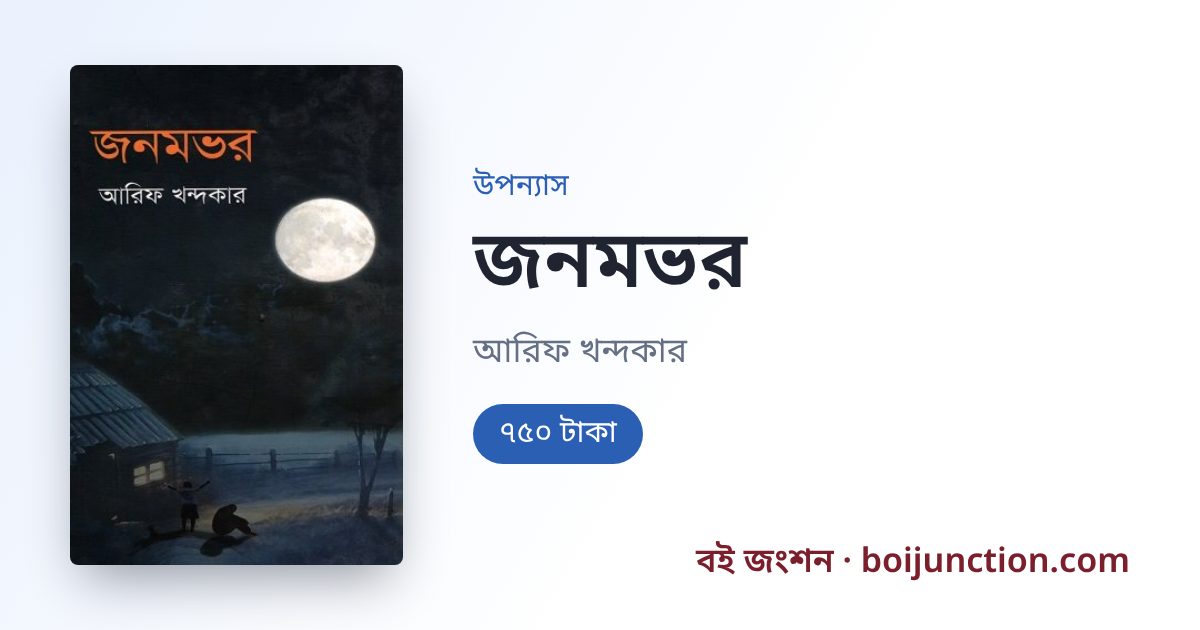 জনমভর
আরিফ খন্দকার
উপন্যাস
জনমভর
আরিফ খন্দকার
৭৫০ টাকা
বই জংশন · boijunction.com